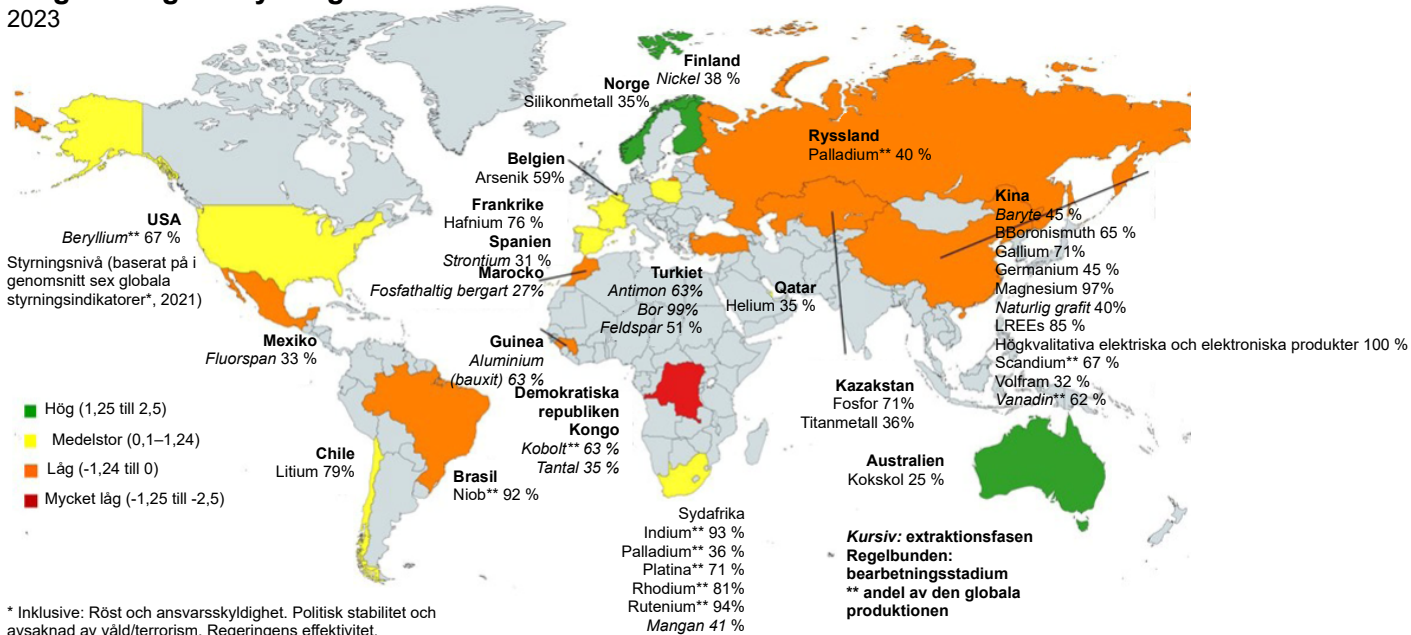 2023
Finland
Nickel 38 %
Norge
Silikonmetall 35%
Ryssland
Palladium** 40 %
Belgien
Arsenik 59%
Frankrike
Hafnium 76 %
Spanien
Strontium 31 %
Marocko
Fosfathaltig bergart 27%
USA
Beryllium** 67 %
Styrningsnivå (baserat på i
genomsnitt sex globala
styrningsindikatorer*, 2021)
Turkiet
Antimon 63%
Bor 99%
Feldspar 51 %
Qatar
Helium 35 %
Kina
Baryte 45 %
BBoronismuth 65 %
Gallium 71%
Germanium 45 %
Magnesium 97%
Naturlig grafit 40%
LREEs 85 %
Högkvalitativa elektriska och elektroniska produkter 100 %
Scandium** 67 %
Volfram 32 %
Vanadin** 62 %
Mexiko
Fluorspan 33 %
Guinea
Aluminium
(bauxit) 63 %
Demokratiska
republiken
Kongo
Kobolt** 63 %
Tantal 35 %
Kazakstan
Fosfor 71%
Titanmetall 36%
Hög (1,25 till 2,5)
Medelstor (0,1–1,24)
Låg (-1,24 till 0)
Mycket låg (-1,25 till -2,5)
Chile
Litium 79%
Brasil
Niob** 92 %
Australien
Kokskol 25 %
Sydafrika
Indium** 93 %
Palladium** 36 %
Platina** 71 %
Rhodium** 81%
Rutenium** 94%
Mangan 41 %
Kursiv: extraktionsfasen
Regelbunden:
bearbetningsstadium
** andel av den globala
produktionen
* Inklusive: Röst och ansvarsskyldighet. Politisk stabilitet och
avsaknad av våld/terrorism. Regeringens effektivitet.